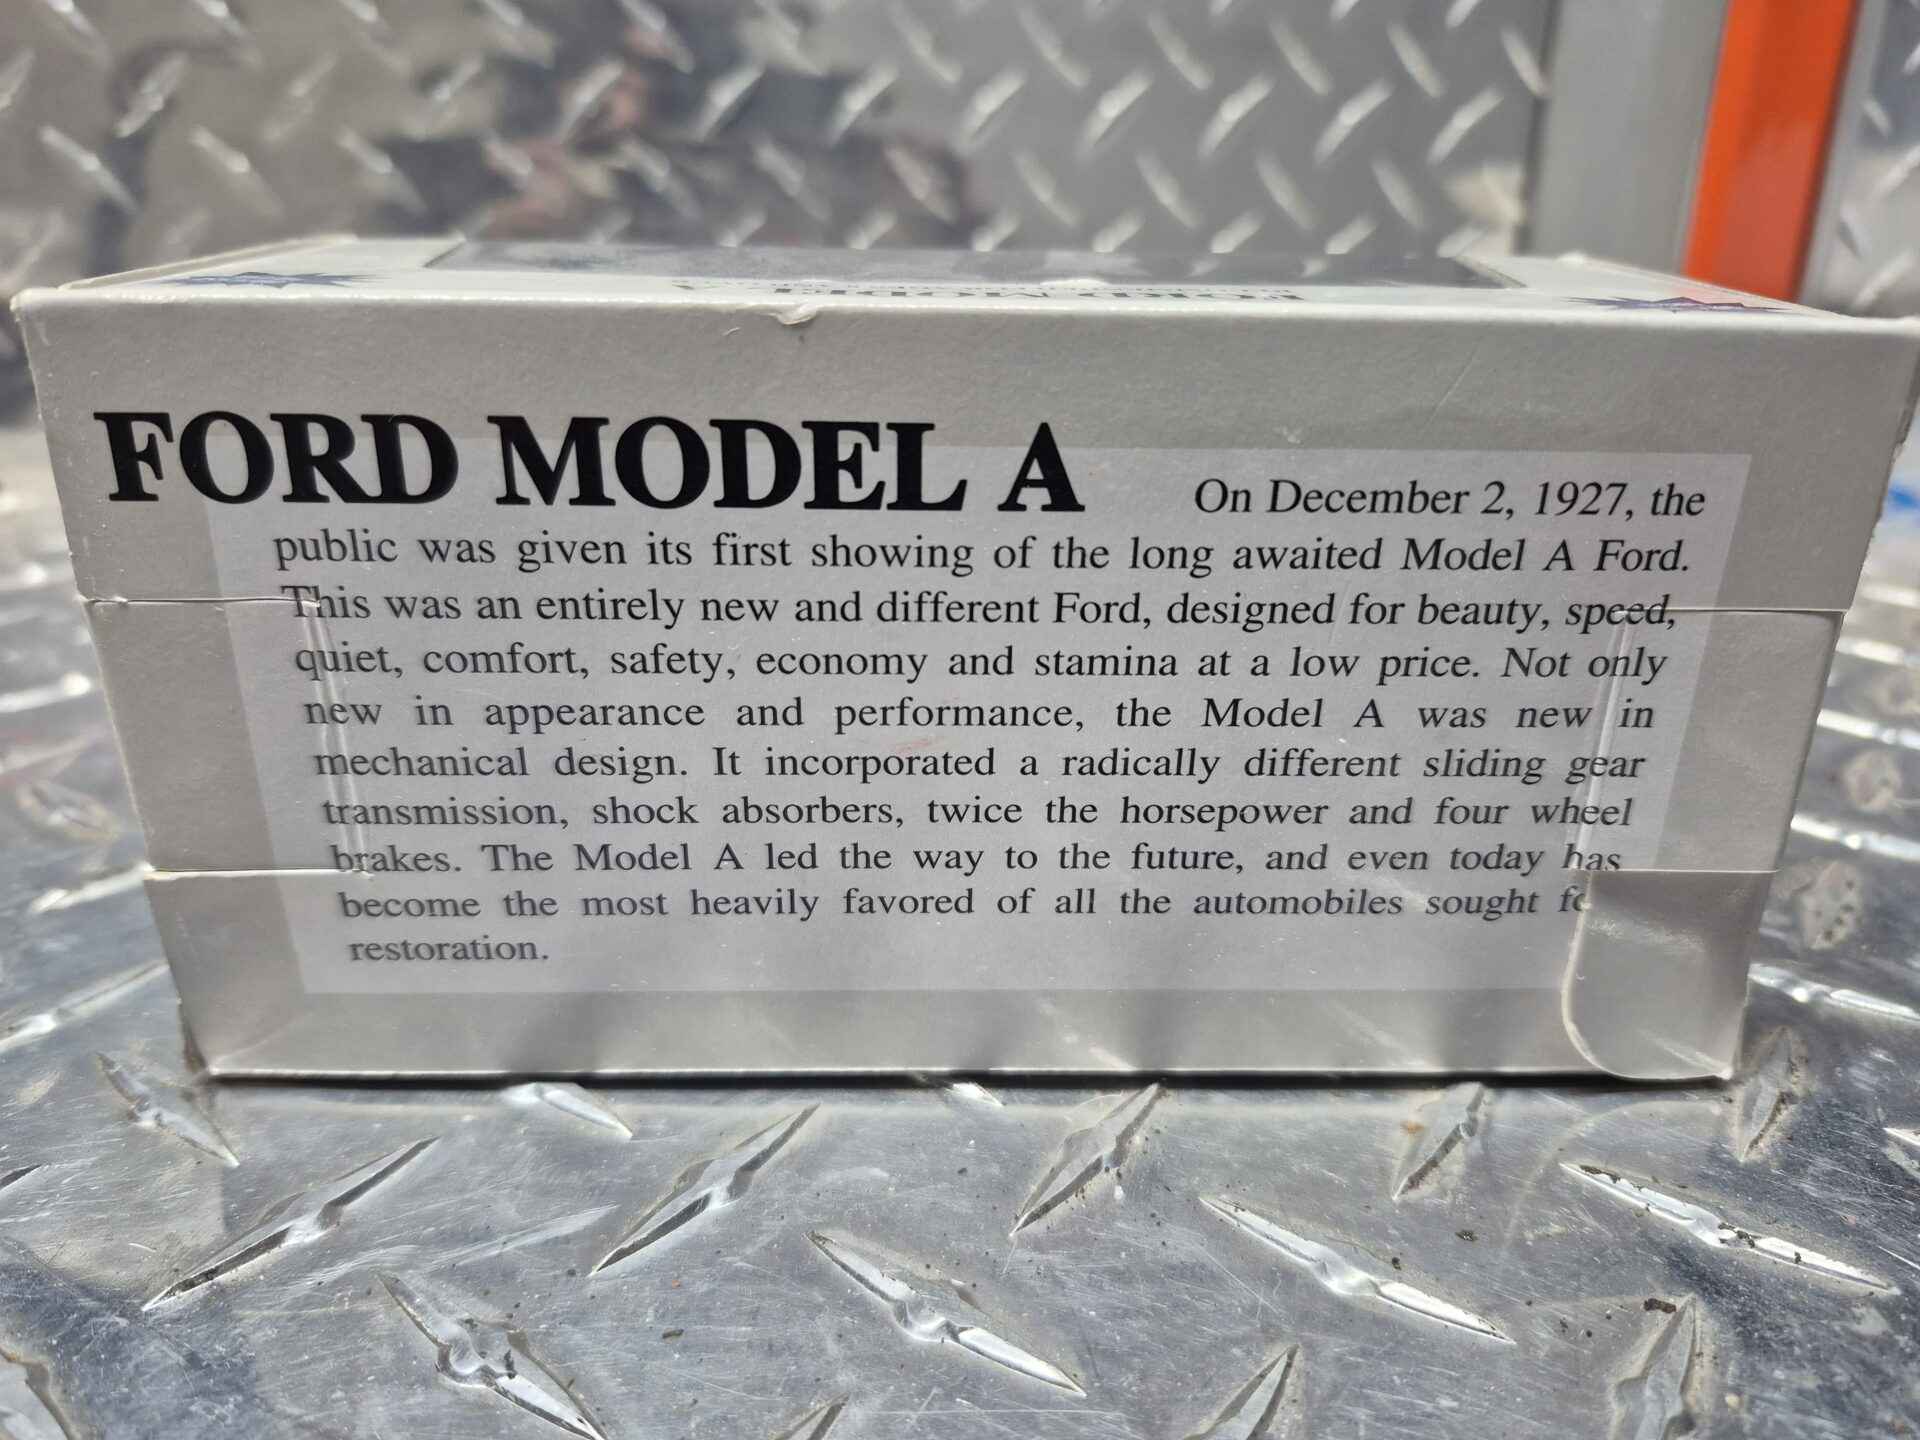 FORD MODEL A
FORD MODEL A On December 2, 1927, the
public was given its first showing of the long awaited Model A Ford.
This was an entirely new and different Ford, designed for beauty, speed,
quiet, comfort, safety, economy and stamina at a low price. Not only
new in appearance and performance, the Model A was new in
mechanical design. It incorporated a radically different sliding gear
transmission, shock absorbers, twice the horsepower and four wheel
brakes. The Model A led the way to the future, and even today has
become the most heavily favored of all the automobiles sought
restoration.